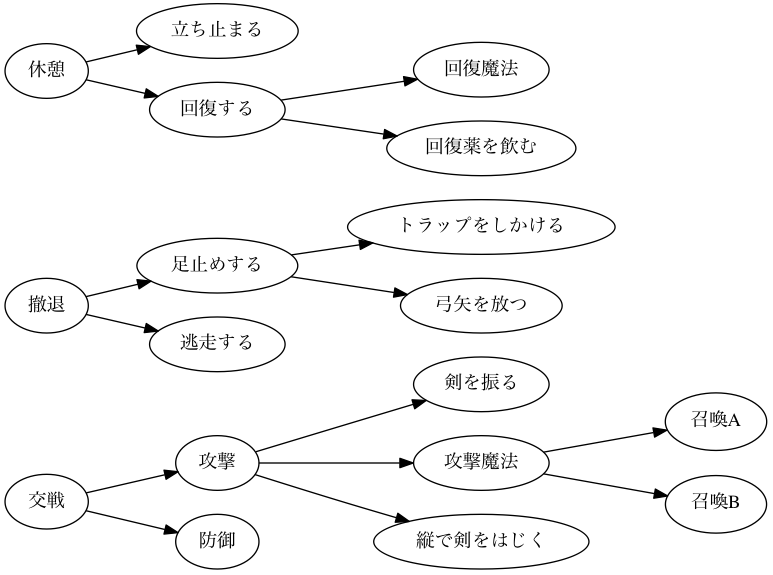 立ち止まる
休憩
回復する
回復魔法
回復薬を飲む
トラップをしかける
足止めする
撤退
弓矢を放つ
逃走する
剣を振る
召喚A
攻撃
攻撃魔法
交戦
召喚B
防御
縦で剣をはじく